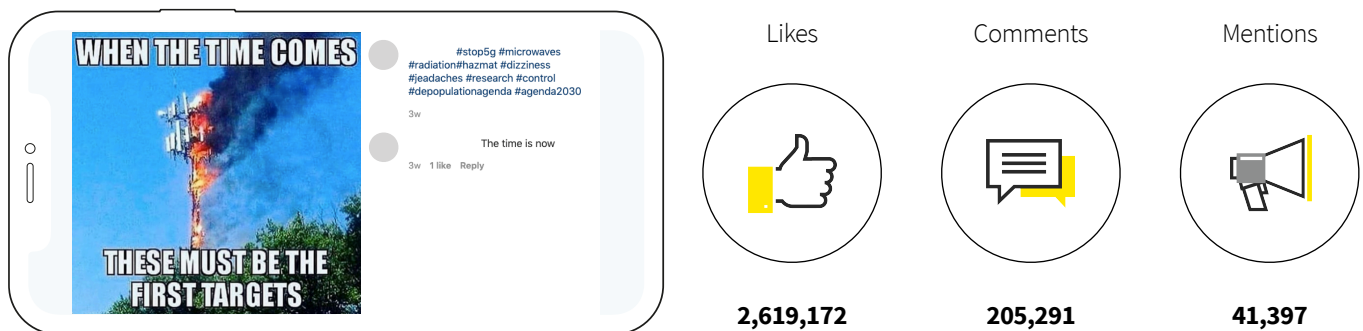 WHEN THE TIME COMES
THESE MUST BE THE
FIRST TARGETS
#stop5g #microwaves
#radiation#hazmat #dizziness
#jeadaches #research #control
#depopulationagenda #agenda2030
3w
The time is now
3w 1 like Reply
Likes
Comments
Mentions
2,619,172
205,291
41,397